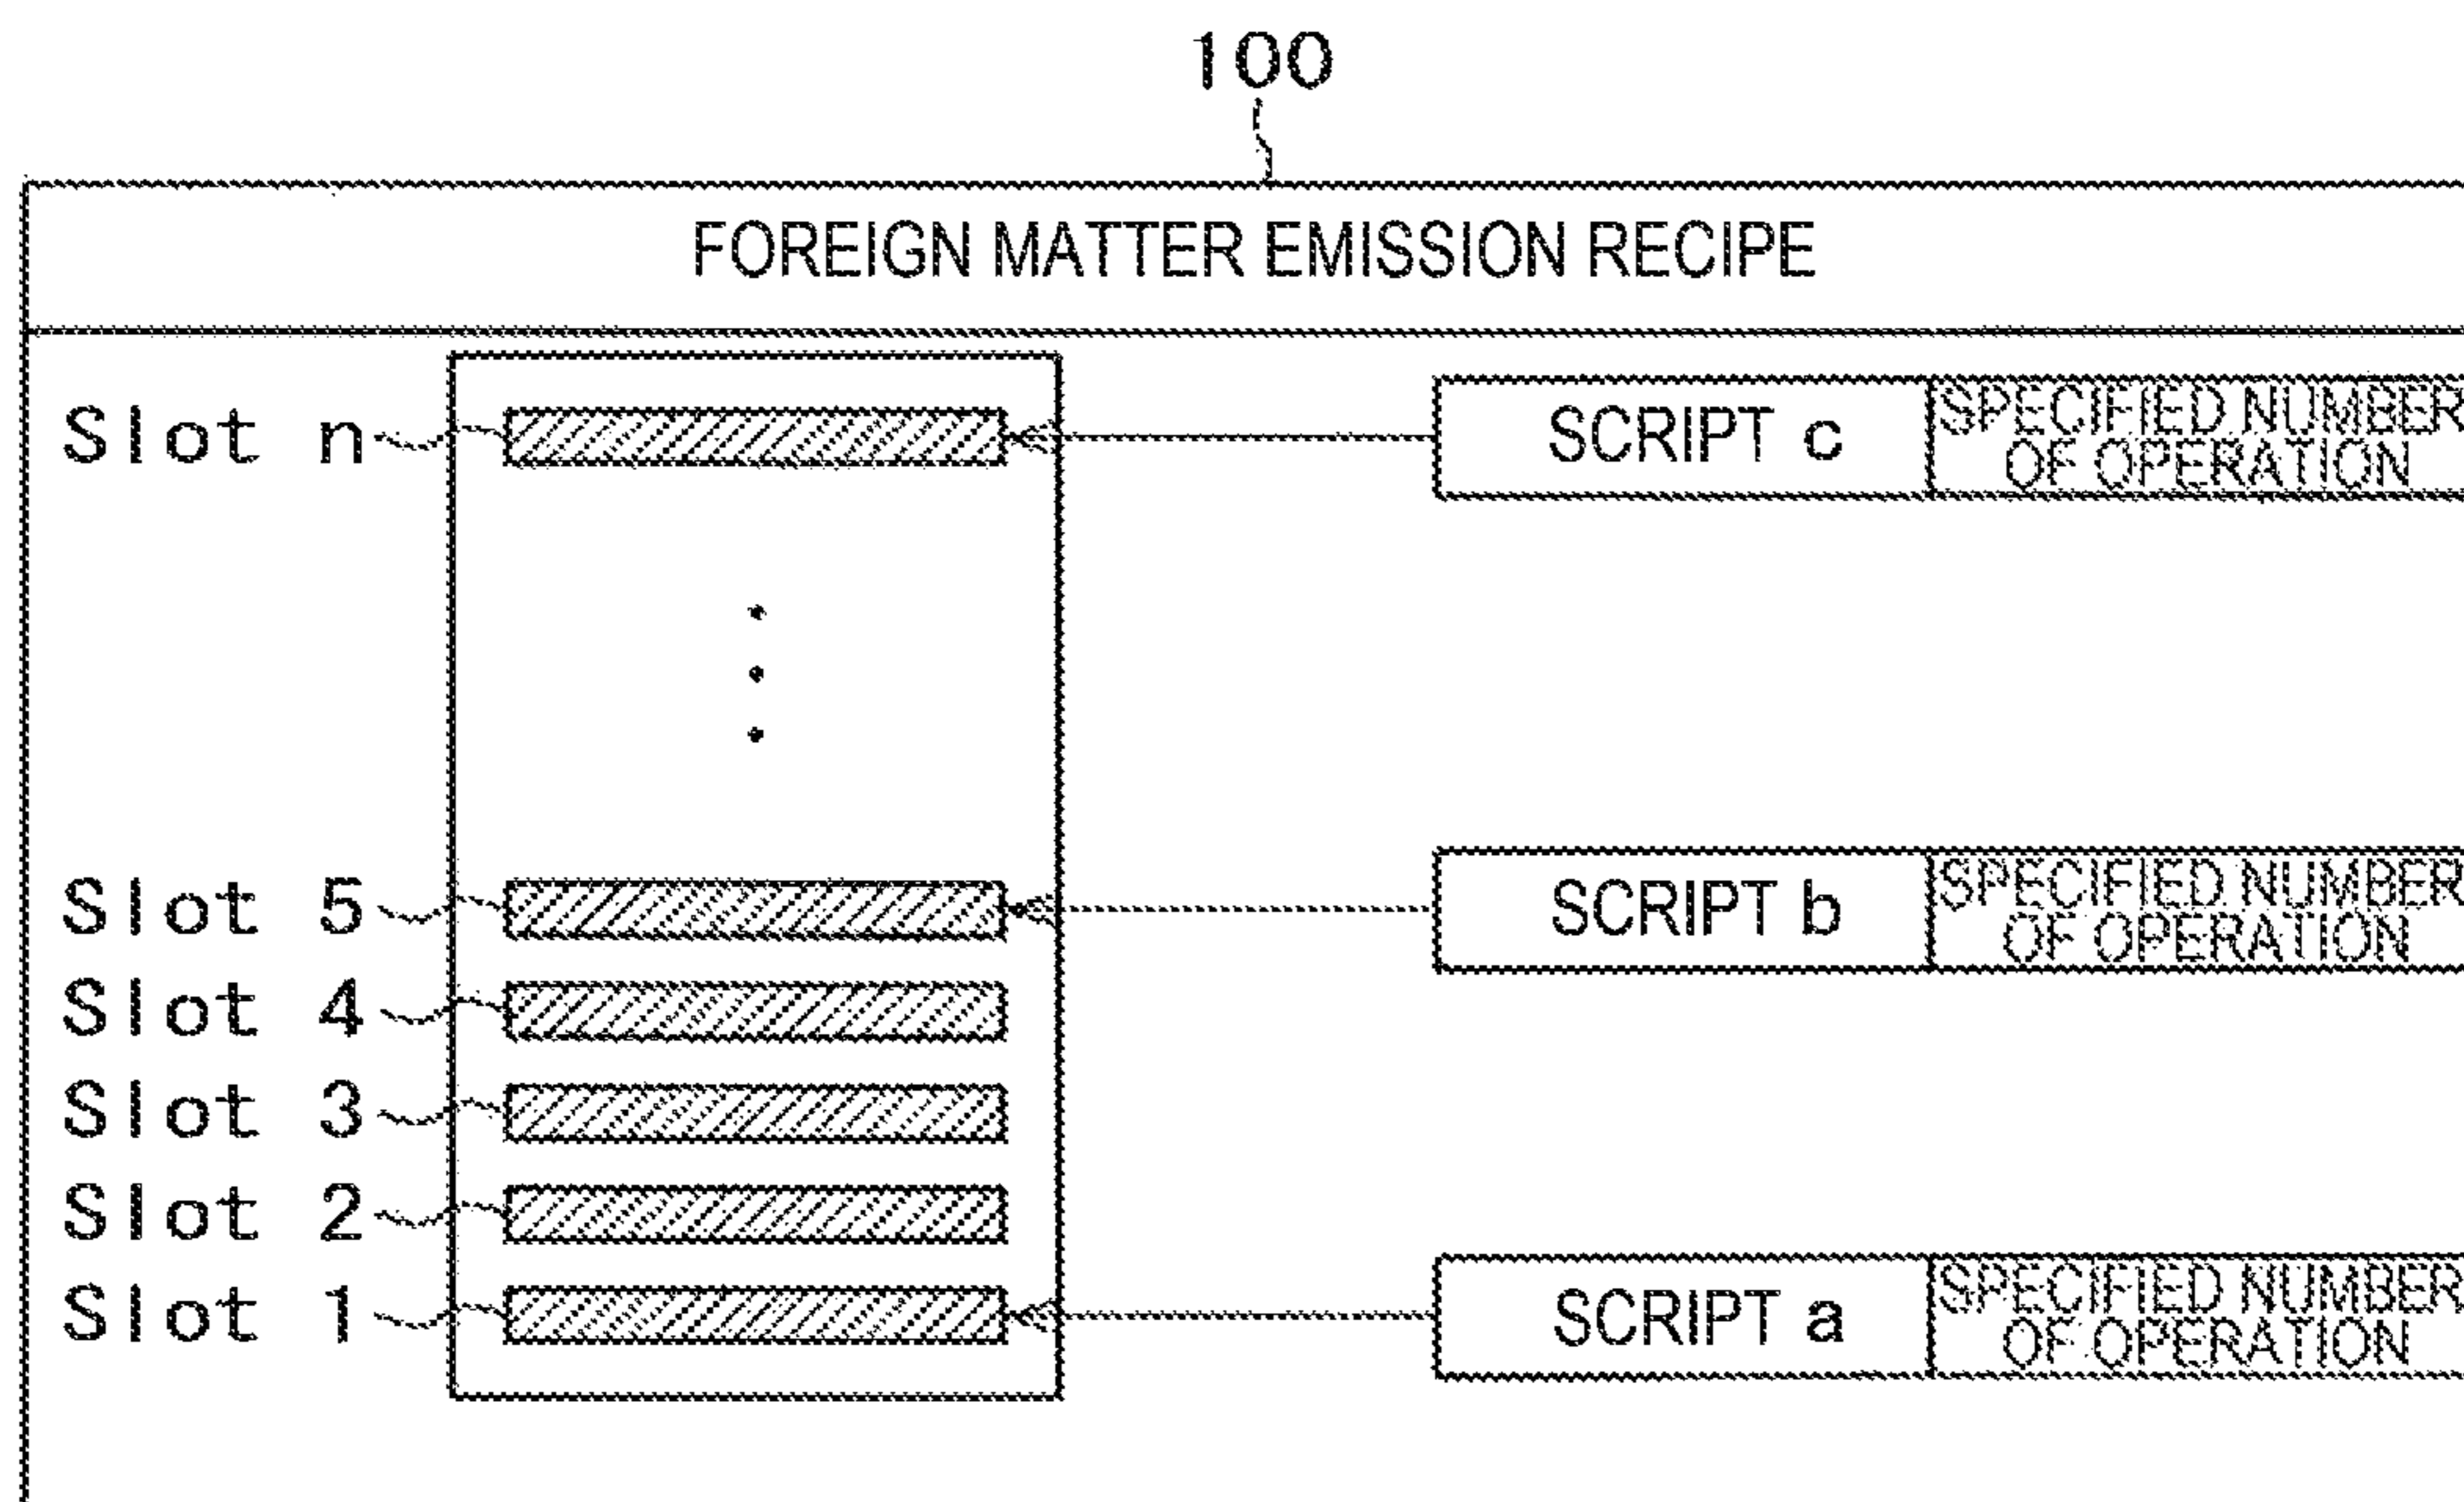 100
FOREIGN MATTER EMISSION RECIPE
Slot n
SCRIPT c
SPECIFIED NUMBER
OF OPERATION
Slot 5
SCRIPT b
SPECIFIED NUMBER
OF OPERATION
Slot 4
Slot 3
Slot 2
Slot 1
SCRIPT a
SPECIFIED NUMBER
OF OPERATION